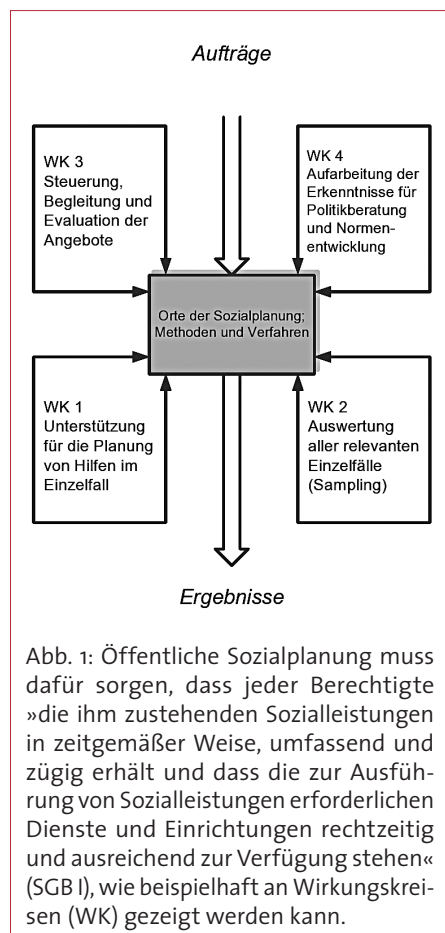 Aufträge
WK 3
Steuerung,
Begleitung und
Evaluation der
Angebote
WK 4
Aufarbeitung der
Erkenntnisse für
Politikberatung
und Normen-
entwicklung
Orte der Sozialplanung;
Methoden und Verfahren
WK 1
Unterstützung
für die Planung
von Hilfen im
Einzelfall
WK 2
Auswertung
aller relevanten
Einzelfälle
(Sampling)
Ergebnisse
Abb. 1: Öffentliche Sozialplanung muss
dafür sorgen, dass jeder Berechtigte
»die ihm zustehenden Sozialleistungen
in zeitgemäßer Weise, umfassend und
zügig erhält und dass die zur Ausfüh-
rung von Sozialleistungen erforderlichen
Dienste und Einrichtungen rechtzeitig
und ausreichend zur Verfügung stehen«
(SGB I), wie beispielhaft an Wirkungskrei-
sen (WK) gezeigt werden kann.